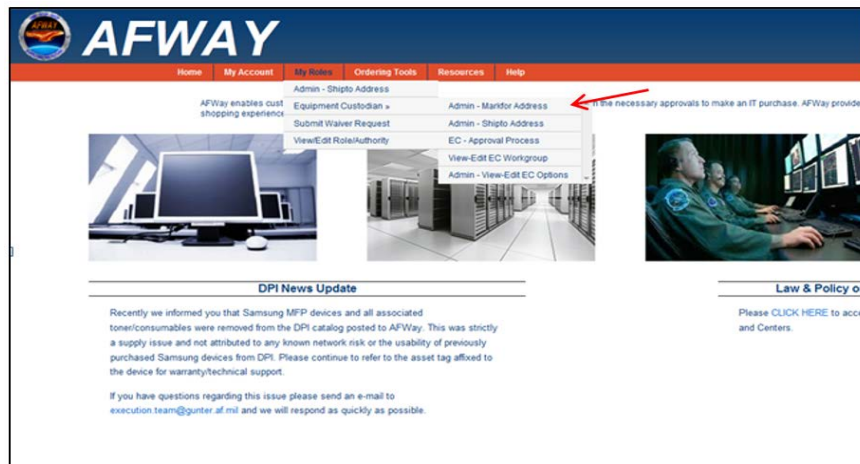 AFWAY
AFWAY
Home My Account My Roles Ordering Tools Resources Help
Admin - Shipto Address
Equipment Custodian »
Submit Waiver Request
View/Edit Role/Authority
Admin - Markfor Address
Admin - Shipto Address
EC - Approval Process
View-Edit EC Workgroup
Admin - View-Edit EC Options
AFWay enables cust the necessary approvals to make an IT purchase. AFWay provide
shopping experience
DPI News Update
Recently we informed you that Samsung MFP devices and all associated
toner/consumables were removed from the DPI catalog posted to AFWay. This was strictly
a supply issue and not attributed to any known network risk or the usability of previously
purchased Samsung devices from DPI. Please continue to refer to the asset tag affixed to
the device for warranty/technical support.
If you have questions regarding this issue please send an e-mail to
execution.team@gunter.af.mil and we will respond as quickly as possible.
Law & Policy o
Please CLICK HERE to acc
and Centers.